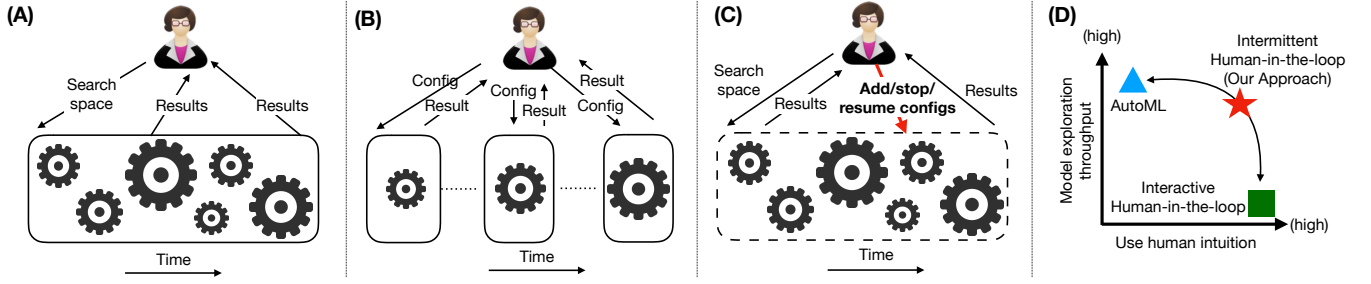 (A)
Search
space
Results
Results
Time
(B)
Config
Result
Config
Result
Result
Config
Time
(C)
Search
space
Results
Add/stop/
resume configs
Results
Time
(D)
(high)
Model exploration
throughput
AutoML
Intermittent
Human-in-the-loop
(Our Approach)
Interactive
Human-in-the-loop
(high)
Use human intuition